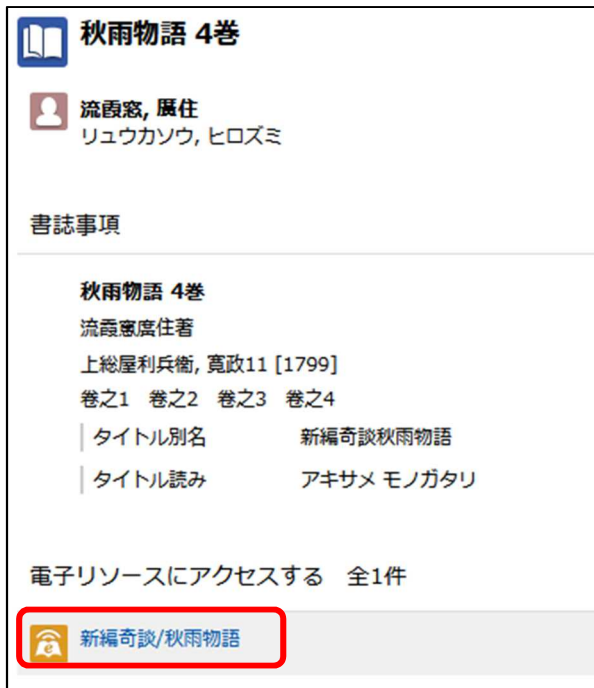 秋雨物語 4巻
流霞窓, 廣住
リュウカソウ, ヒロズミ
書誌事項
秋雨物語 4巻
流霞窓廣住著
上総屋利兵衛, 寛政11 [1799]
巻之1 巻之2 巻之3 巻之4
タイトル別名 新編奇談秋雨物語
タイトル読み アキサメ モノガタリ
電子リソースにアクセスする 全1件
新編奇談/秋雨物語